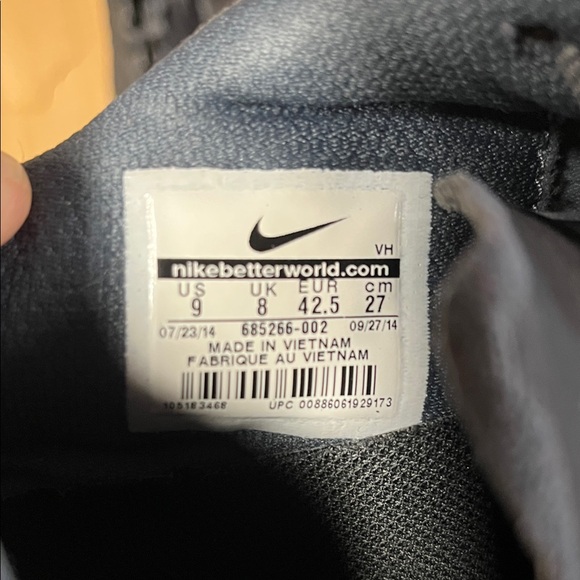 VH
nikebetterworld.com
US UK EUR cm
9 8 42.5 27
07/23/14 685266-002 09/27/14
MADE IN VIETNAM
FABRIQUE AU VIETNAM
105183468 UPC 00886061929173